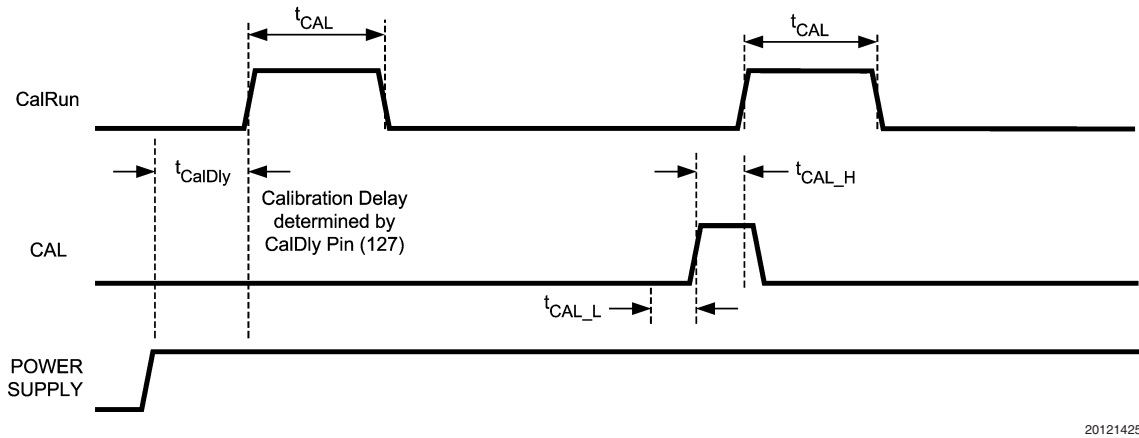 tCAL
tCAL
CalRun
tCalDly
tCAL_H
Calibration Delay
determined by
CalDly Pin (127)
CAL
tCAL_L
POWER
SUPPLY
20121425